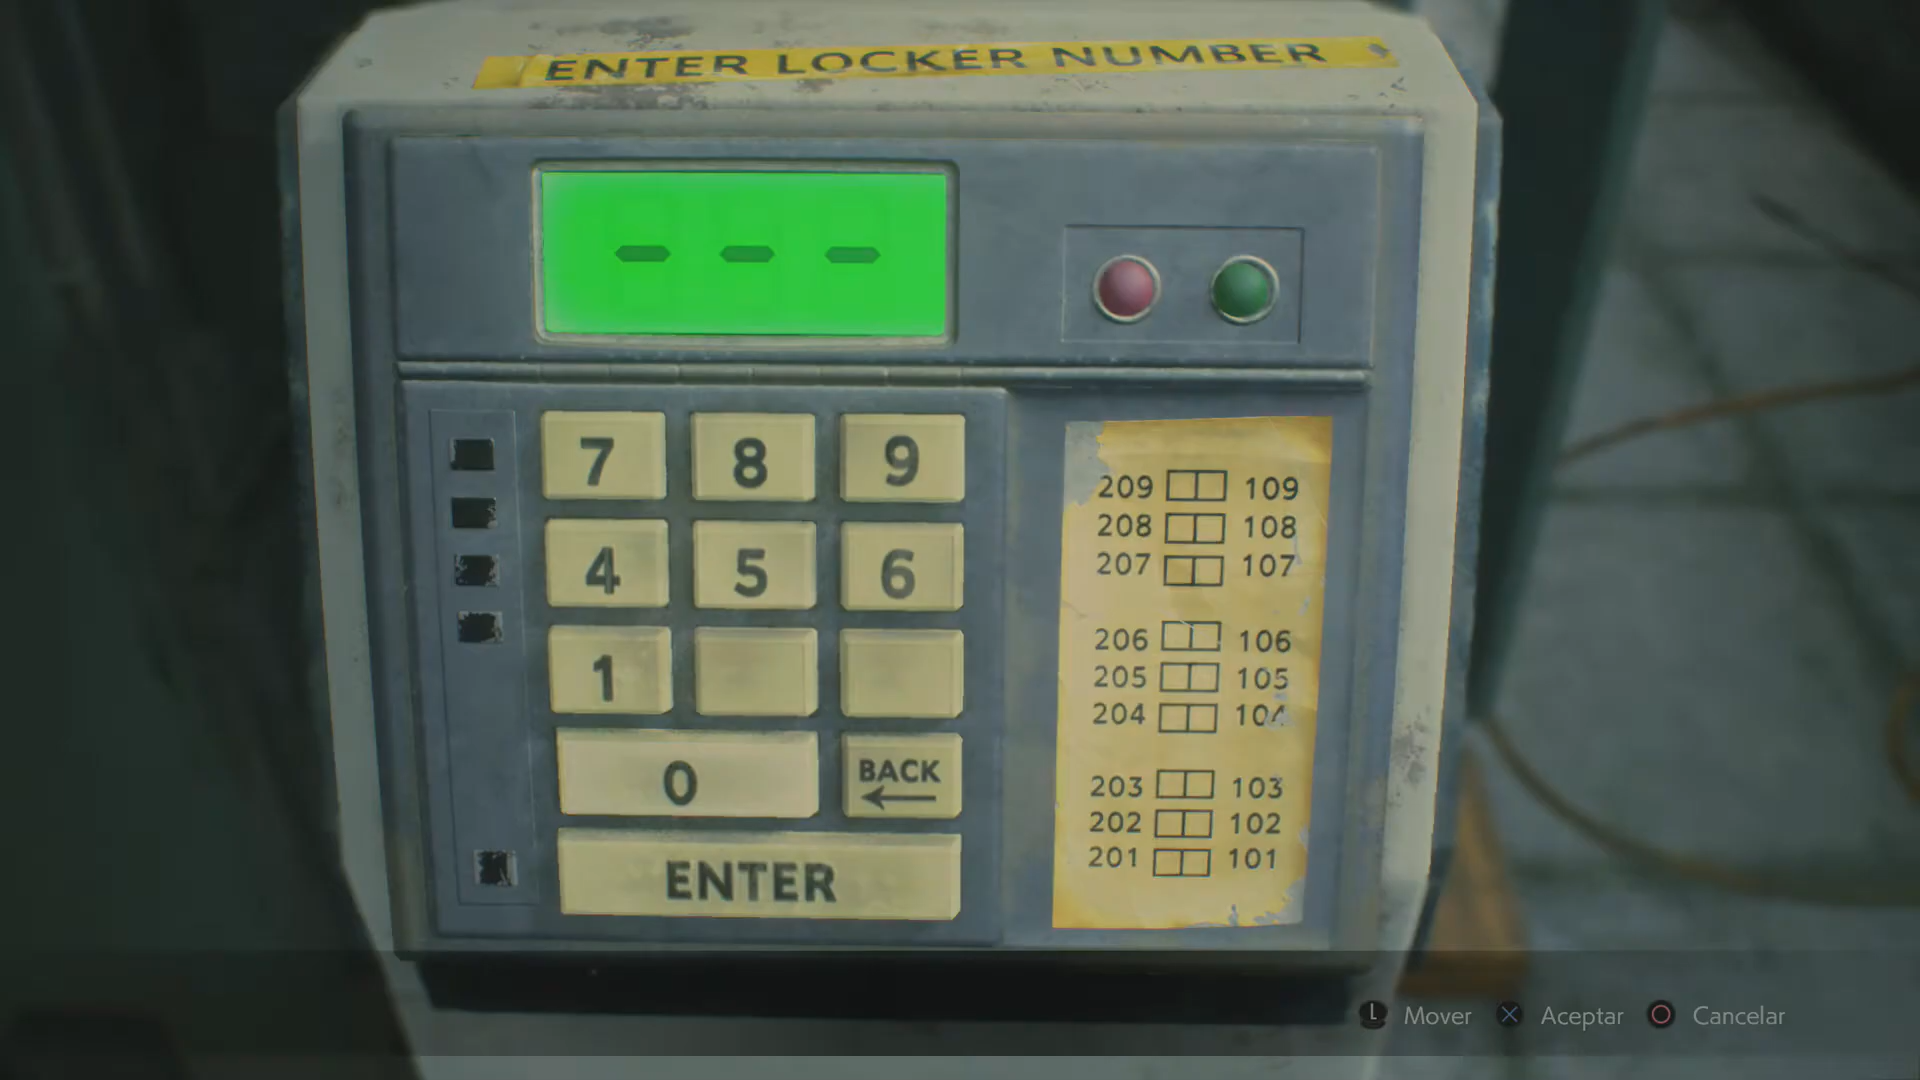 ENTER LOCKER NUMBER
- - -
7 8 9
4 5 6
1
0 BACK
ENTER
209 109
208 108
207 107
206 106
205 105
204 104
203 103
202 102
201 101
L Mover Aceptar Cancelar